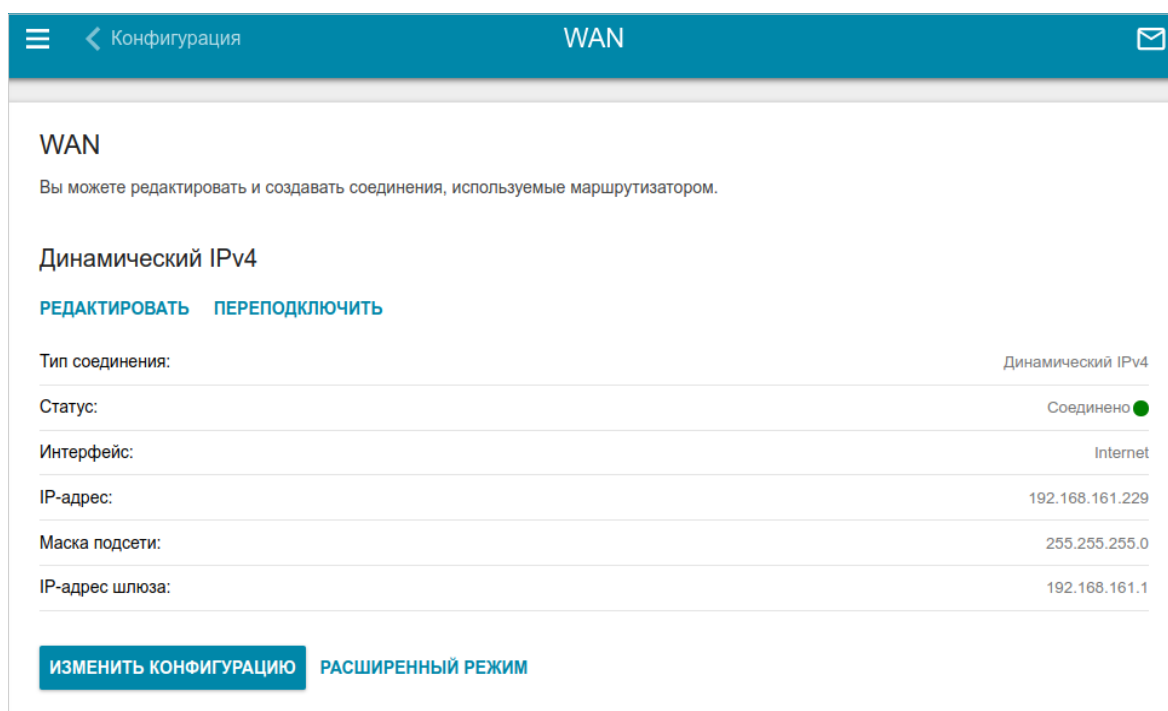 Конфигурация
WAN
WAN
Вы можете редактировать и создавать соединения, используемые маршрутизатором.
Динамический IPv4
РЕДАКТИРОВАТЬ ПЕРЕПОДКЛЮЧИТЬ
Тип соединения: Динамический IPv4
Статус: Соединено
Интерфейс: Internet
IP-адрес: 192.168.161.229
Маска подсети: 255.255.255.0
IP-адрес шлюза: 192.168.161.1
ИЗМЕНИТЬ КОНФИГУРАЦИЮ РАСШИРЕННЫЙ РЕЖИМ